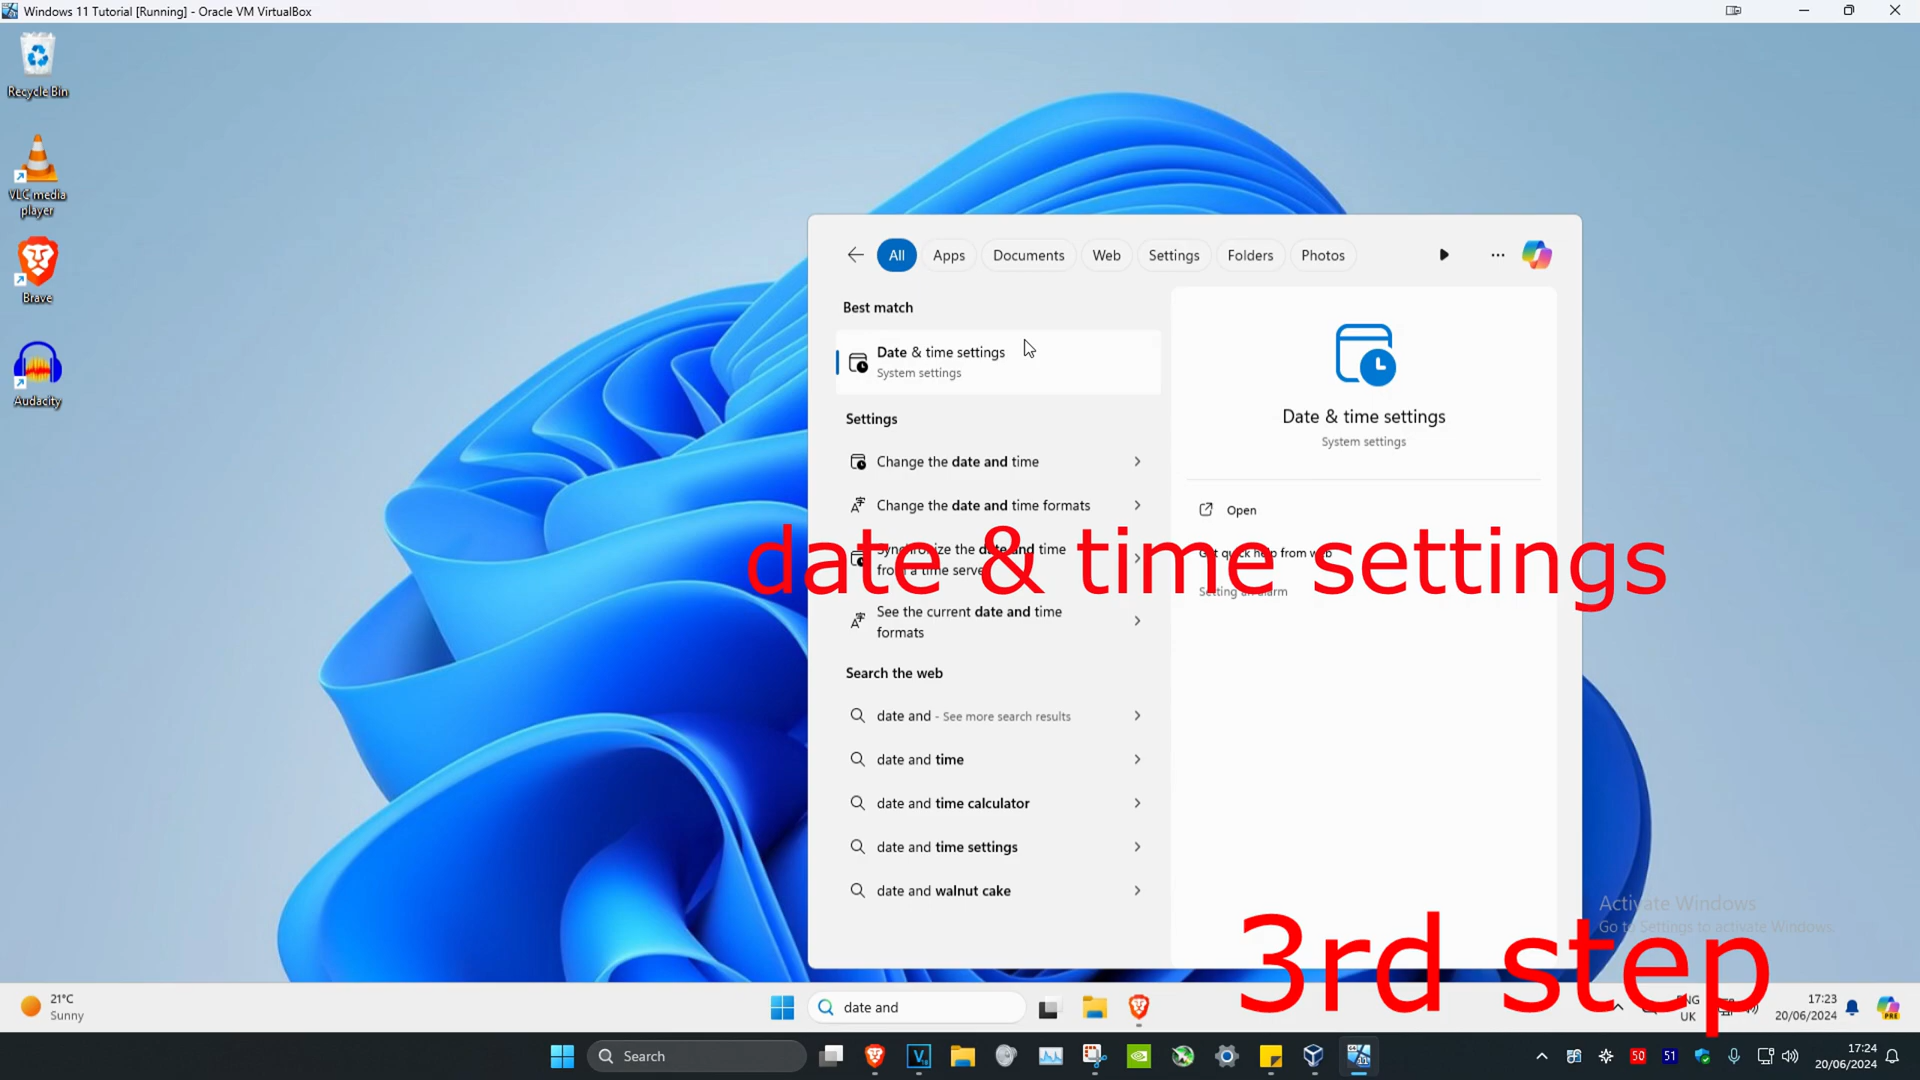 Windows 11 Tutorial [Running] - Oracle VM VirtualBox
Recycle Bin
VLC media
player
Brave
Audacity
All
Apps
Documents
Web
Settings
Folders
Photos
Best match
Date & time settings
System settings
Settings
Change the date and time
Change the date and time formats
Synchronize the date and time
from a time server
See the current date and time
formats
Search the web
date and - See more search results
date and time
date and time calculator
date and time settings
date and walnut cake
Date & time settings
System settings
Open
Get quick help from web
Setting an alarm
date & time settings
Activate Windows
Go to Settings to activate Windows.
3rd step
21°C
Sunny
date and
ENG
UK
17:23
20/06/2024
PRE
Search
50
51
17:24
20/06/2024